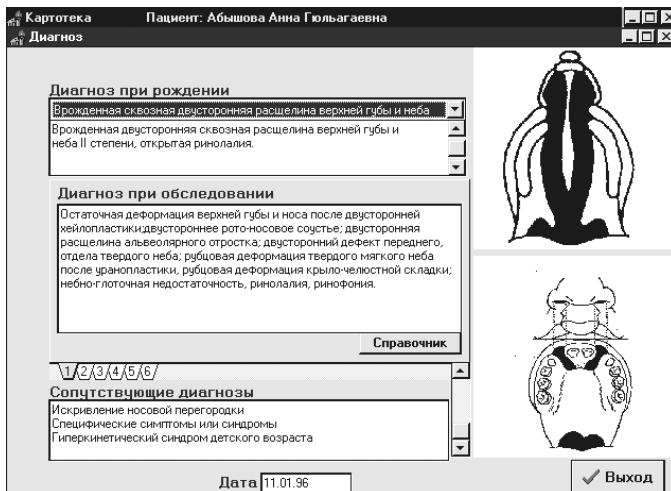 Картотека Пациент: Абышова Анна Гюльагаевна
Диагноз
Диагноз при рождении
Врожденная сквозная двусторонняя расщелина верхней губы и неба
Врожденная двусторонняя сквозная расщелина верхней губы и
неба II степени, открытая ринолалия.
Диагноз при обследовании
Остаточная деформация верхней губы и носа после двусторонней
хейлопластики;двустороннее рото-носовое соустье; двусторонняя
расщелина альвеолярного отростка; двусторонний дефект переднего,
отдела твердого неба; рубцовая деформация твердого мягкого неба
после уранопластики, рубцовая деформация крыло-челюстной складки;
небно-глоточная недостаточность, ринолалия, ринофония.
Справочник
1/2/3/4/5/6/
Сопутствующие диагнозы
Искривление носовой перегородки
Специфические симптомы или синдромы
Гиперкинетический синдром детского возраста
Дата 11.01.96
Выход